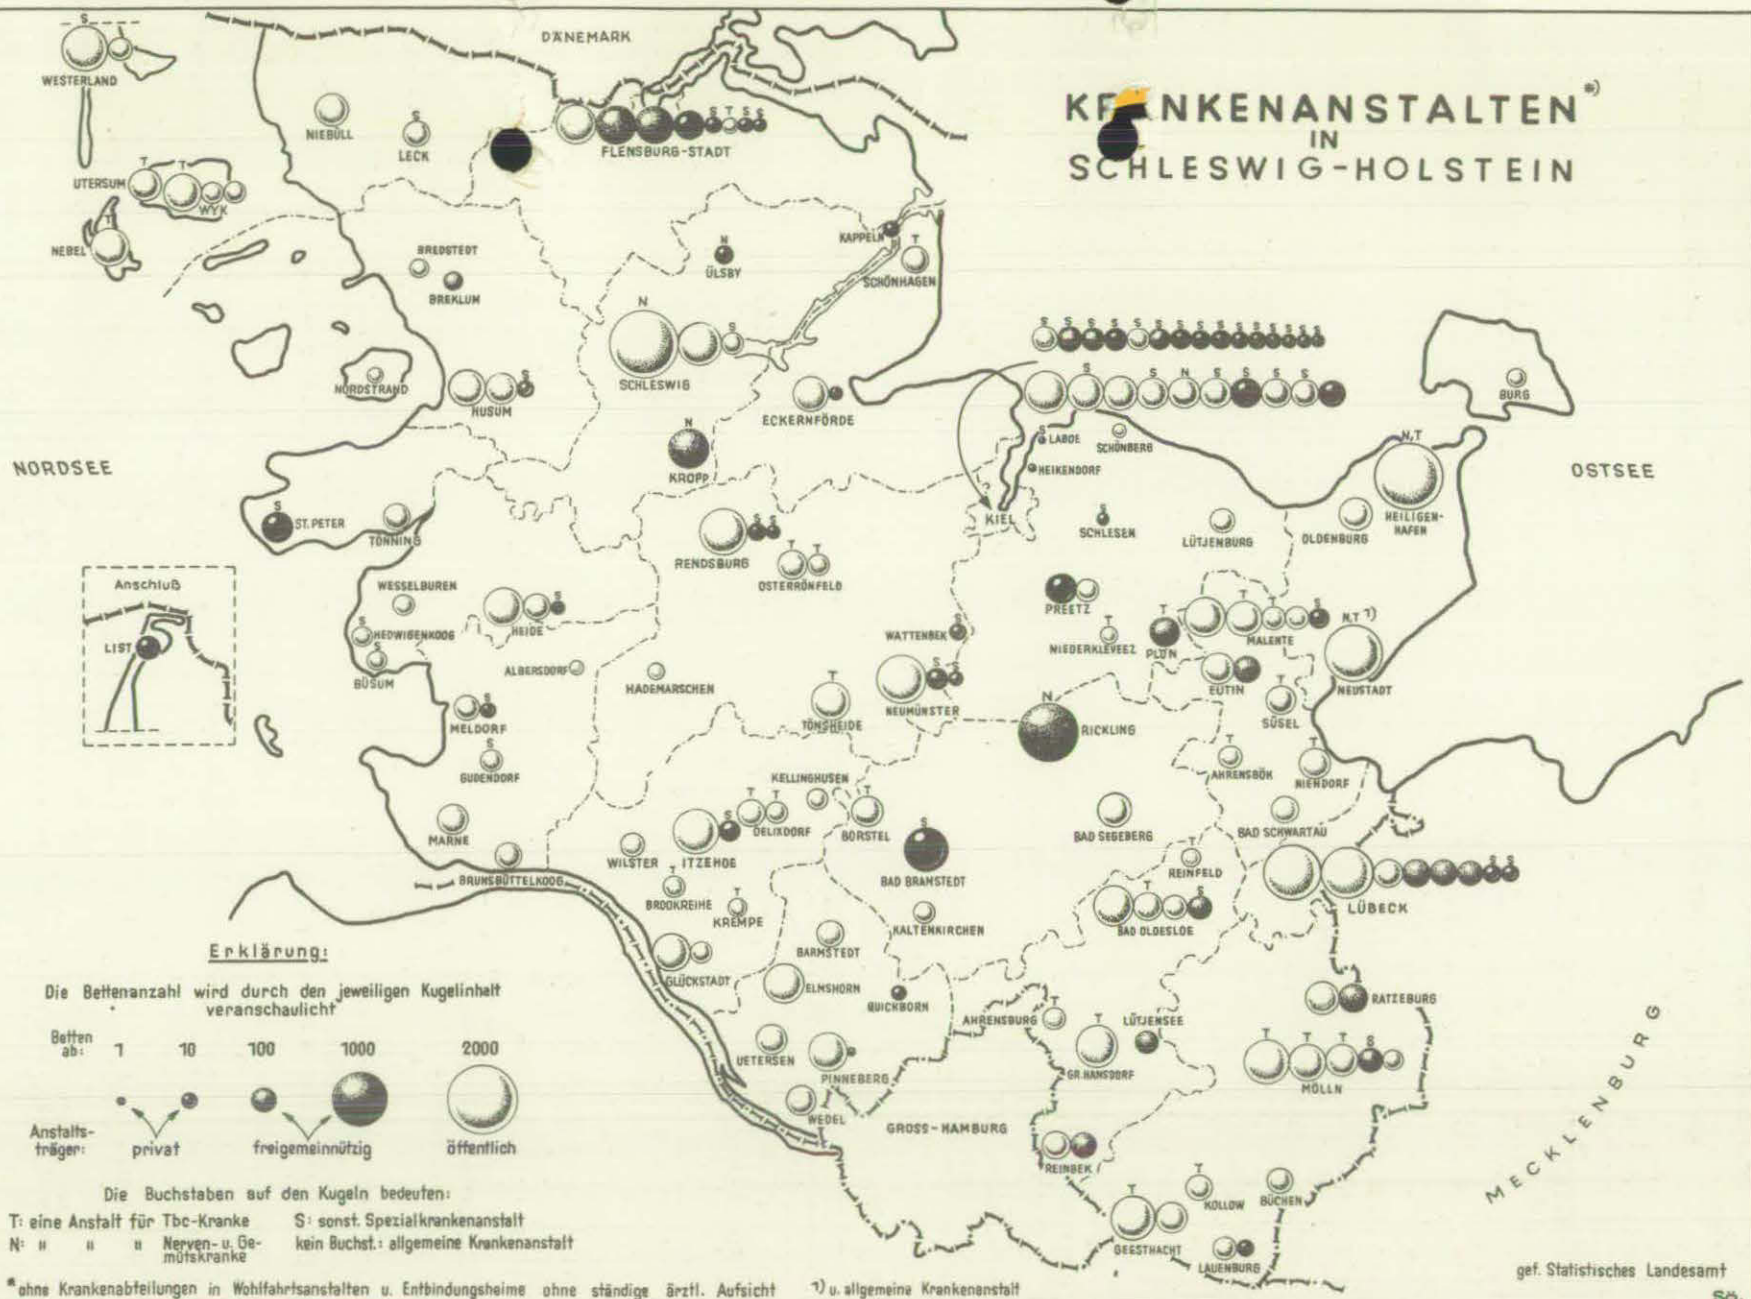 KRANKENANSTALTEN *)
IN
SCHLESWIG-HOLSTEIN
DÄNEMARK
S
WESTERLAND
NIEBÜLL
S
LECK
S T S S
FLENSBURG-STADT
T T
UTERSUM
WYK
T
NEBEL
BREDSTEDT
BREKLUM
N
ÜLSBY
KAPPELN
T
SCHÖNHAGEN
N S
SCHLESWIG
NORDSTRAND
S
HUSUM
ECKERNFÖRDE
S S S S S S S S S S S S S S
S S N S S S S
S LABOE
SCHÖNBERG
HEIKENDORF
BURG
NORDSEE
N
KROPP
N,T
HEILIGEN-
HAFEN
OSTSEE
S
ST. PETER
TÖNNING
S S
RENDSBURG
T T
OSTERRÖNFELD
KIEL
S
SCHLESEN
LÜTJENBURG
OLDENBURG
Anschluß
LIST
WESSELBUREN
S
HEIDE
S
HEDWIGENKOOG
S
BÜSUM
ALBERSDORF
HADEMARSCHEN
WATTENBEK S
PREETZ
T
NIEDERKLEVEEZ
T
PLÖN
T T S
MALENTE
N,T 1)
NEUSTADT
EUTIN
T
SÜSEL
S
MELDORF
S
GUDENDORF
T
TÖNSHEIDE
S S
NEUMÜNSTER
N
RICKLING
T
AHRENSBÖK
T
NIENDORF
MARNE
BRUNSBÜTTELKOOG
WILSTER
S
ITZEHOE
T T
DELIXDORF
KELLINGHUSEN
T
BORSTEL
S
BAD BRAMSTEDT
BAD SEGEBERG
BAD SCHWARTAU
T
REINFELD
S S
LÜBECK
T
BROOKREIHE
T
KREMPE
GLÜCKSTADT
BARMSTEDT
KALTENKIRCHEN
T S
BAD OLDESLOE
ELMSHORN
QUICKBORN
T
AHRENSBURG
LÜTJENSEE
T
GR. HANSDORF
RATZEBURG
T T T S
MÖLLN
UETERSEN
PINNEBERG
WEDEL
GROSS-HAMBURG
REINBEK
T
GEESTHACHT
T
KOLLOW
BÜCHEN
LAUENBURG
MECKLENBURG
Erklärung:
Die Bettenanzahl wird durch den jeweiligen Kugelinhalt
veranschaulicht
Betten
ab: 1 10 100 1000 2000
Anstalts-
träger: privat freigemeinnützig öffentlich
Die Buchstaben auf den Kugeln bedeuten:
T: eine Anstalt für Tbc-Kranke S: sonst. Spezialkrankenanstalt
N: " " " Nerven- u. Ge- kein Buchst.: allgemeine Krankenanstalt
mütskranke
* ohne Krankenabteilungen in Wohlfahrtsanstalten u. Entbindungsheime ohne ständige ärztl. Aufsicht 1) u. allgemeine Krankenanstalt
gef. Statistisches Landesamt
Sö.